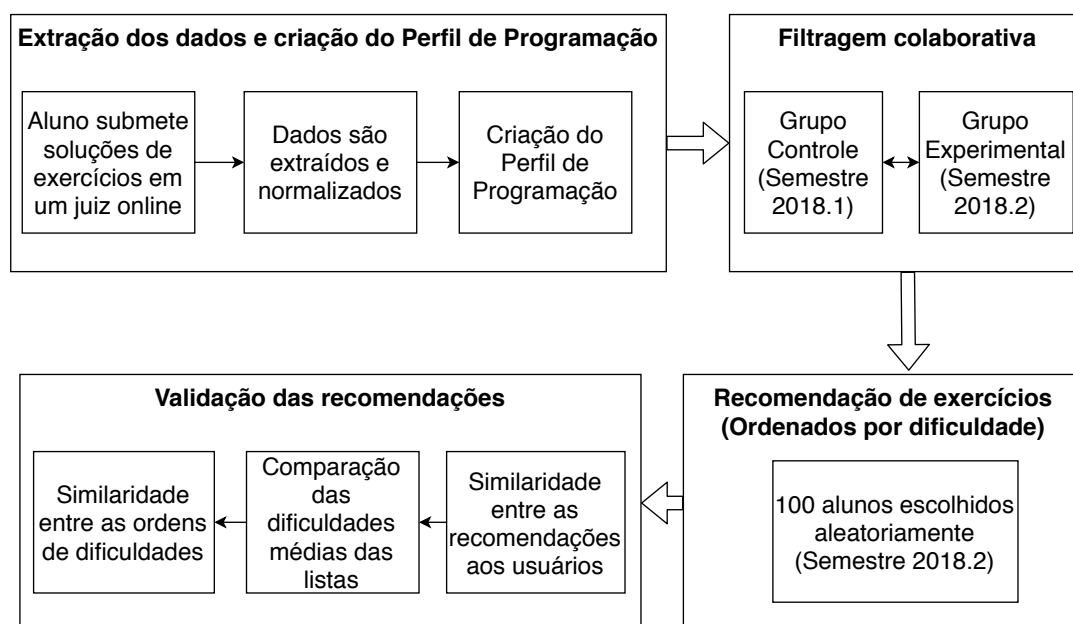 Extração dos dados e criação do Perfil de Programação
Aluno submete
soluções de
exercícios em
um juiz online
Dados são
extraídos e
normalizados
Criação do
Perfil de
Programação
Filtragem colaborativa
Grupo
Controle
(Semestre
2018.1)
Grupo
Experimental
(Semestre
2018.2)
Recomendação de exercícios
(Ordenados por dificuldade)
100 alunos escolhidos
aleatoriamente
(Semestre 2018.2)
Validação das recomendações
Similaridade
entre as
recomendações
aos usuários
Comparação
das
dificuldades
médias das
listas
Similaridade
entre as ordens
de dificuldades